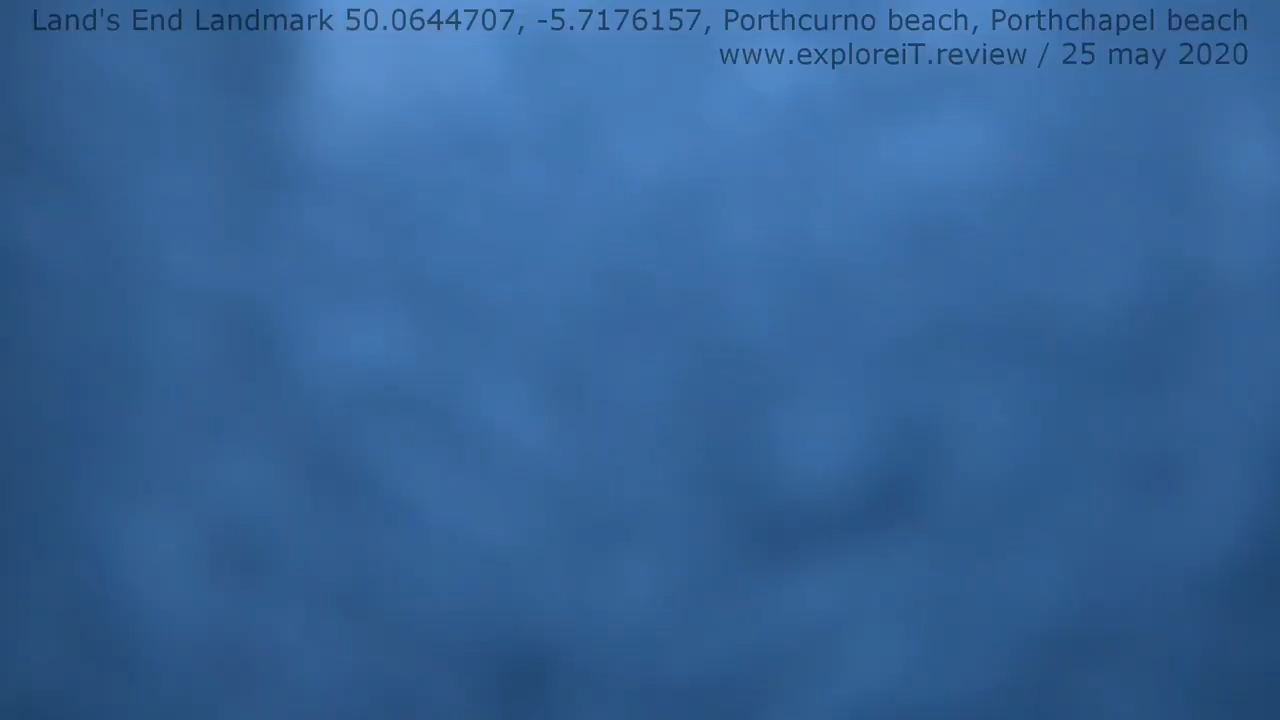 Land's End Landmark 50.0644707, -5.7176157, Porthcurno beach, Porthchapel beach
www.exploreiT.review / 25 may 2020